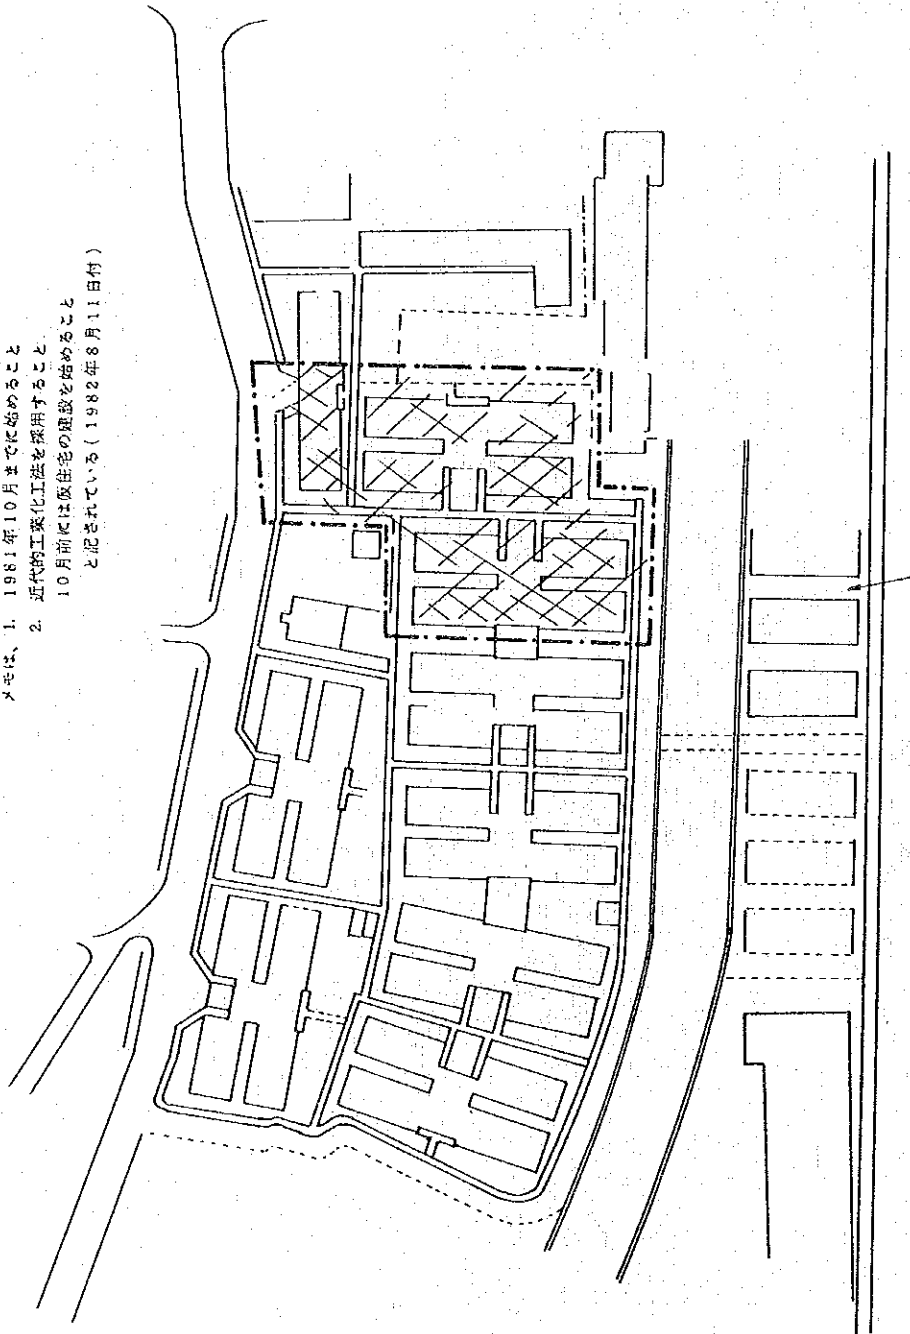 メモは、1. 1981年10月までに始めること
2. 近代的工業化工法を採用すること
10月前には仮住宅の建設を始めること
と記されている(1982年8月11日付)